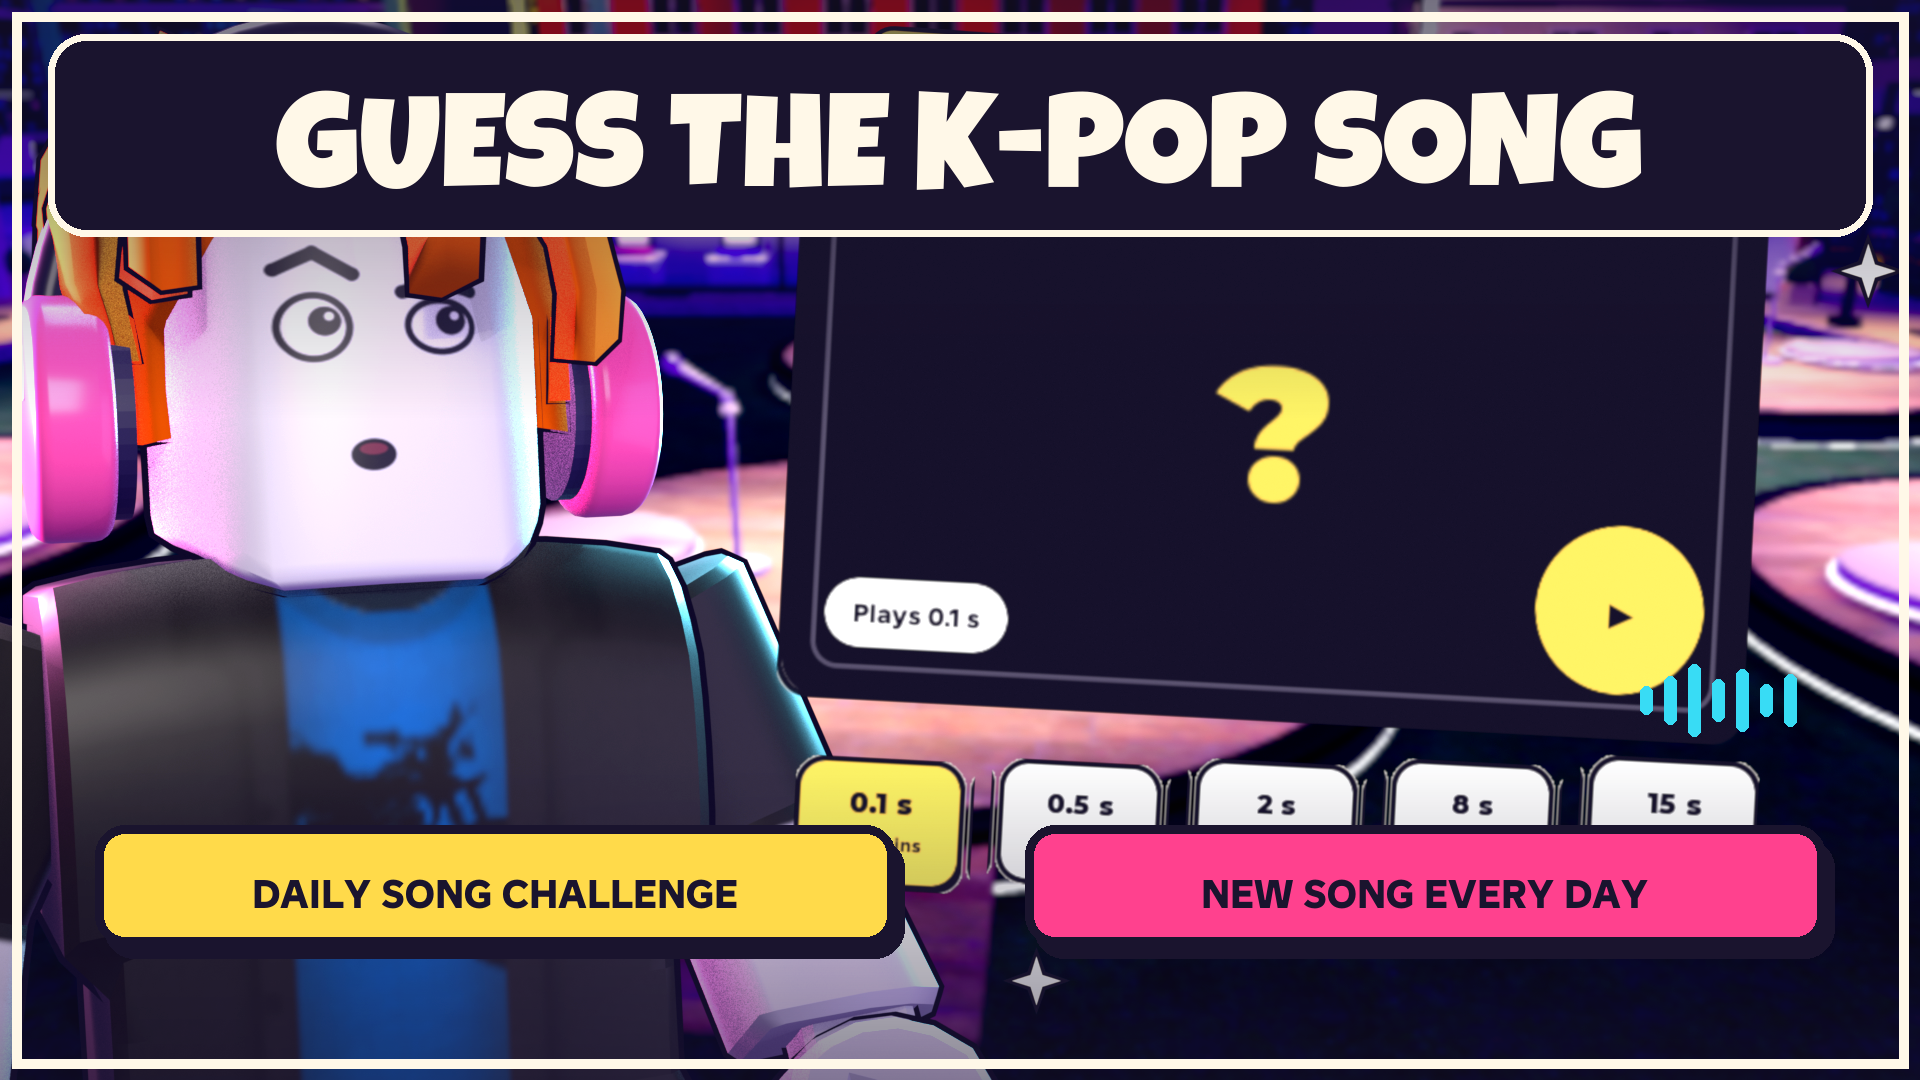 GUESS THE K-POP SONG
?
Plays 0.1 s
0.1 s
0.5 s
2 s
8 s
15 s
DAILY SONG CHALLENGE
NEW SONG EVERY DAY